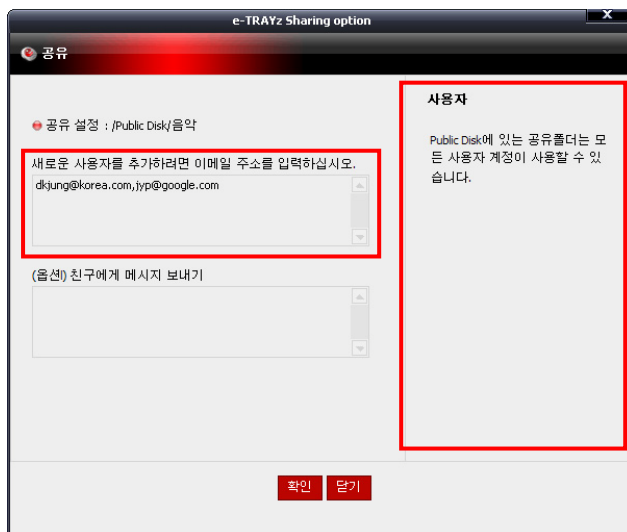 e-TRAYz Sharing option
X
공유
공유 설정 : /Public Disk/음악
새로운 사용자를 추가하려면 이메일 주소를 입력하십시오.
dkjung@korea.com,jyp@google.com
(옵션) 친구에게 메시지 보내기
사용자
Public Disk에 있는 공유폴더는 모
든 사용자 계정이 사용할 수 있
습니다.
확인 닫기